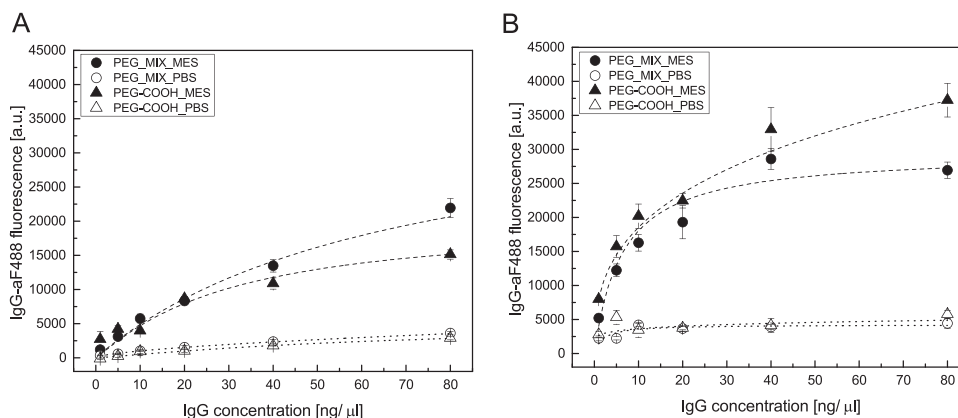 A
45000
40000
35000
30000
25000
20000
15000
10000
5000
0
IgG-aF488 fluorescence [a.u.]
PEG_MIX_MES
PEG_MIX_PBS
PEG-COOH_MES
PEG-COOH_PBS
0 10 20 30 40 50 60 70 80
IgG concentration [ng/ µl]
B
45000
40000
35000
30000
25000
20000
15000
10000
5000
0
IgG-aF488 fluorescence [a.u.]
PEG_MIX_MES
PEG_MIX_PBS
PEG-COOH_MES
PEG-COOH_PBS
0 10 20 30 40 50 60 70 80
IgG concentration [ng/ µl]